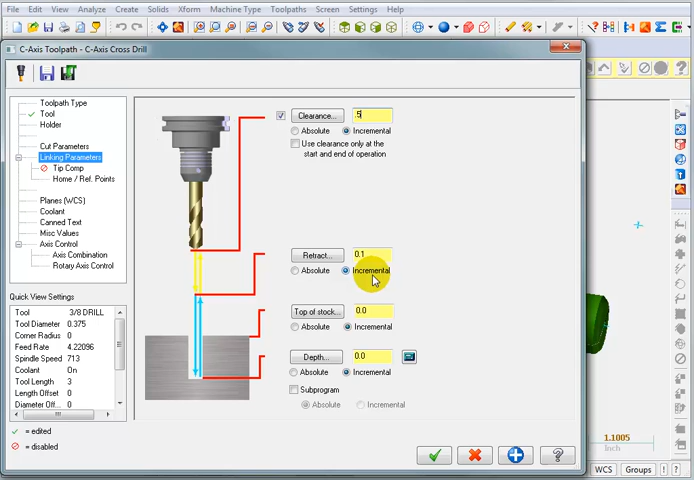 File Edit View Analyze Create Solids Xform Machine Type Toolpaths Screen Settings Help
C-Axis Toolpath - C-Axis Cross Drill
Toolpath Type
Tool
Holder
Cut Parameters
Linking Parameters
Tip Comp
Home / Ref. Points
Planes (WCS)
Coolant
Canned Text
Misc Values
Axis Control
Axis Combination
Rotary Axis Control
Quick View Settings
Tool 3/8 DRILL
Tool Diameter 0.375
Corner Radius 0
Feed Rate 4.22096
Spindle Speed 713
Coolant On
Tool Length 3
Length Offset 0
Diameter Off... 0
= edited
= disabled
Clearance... .5
Absolute Incremental
Use clearance only at the
start and end of operation
Retract... 0.1
Absolute Incremental
Top of stock... 0.0
Absolute Incremental
Depth... 0.0
Absolute Incremental
Subprogram
Absolute Incremental
1.1005
Inch
WCS Groups